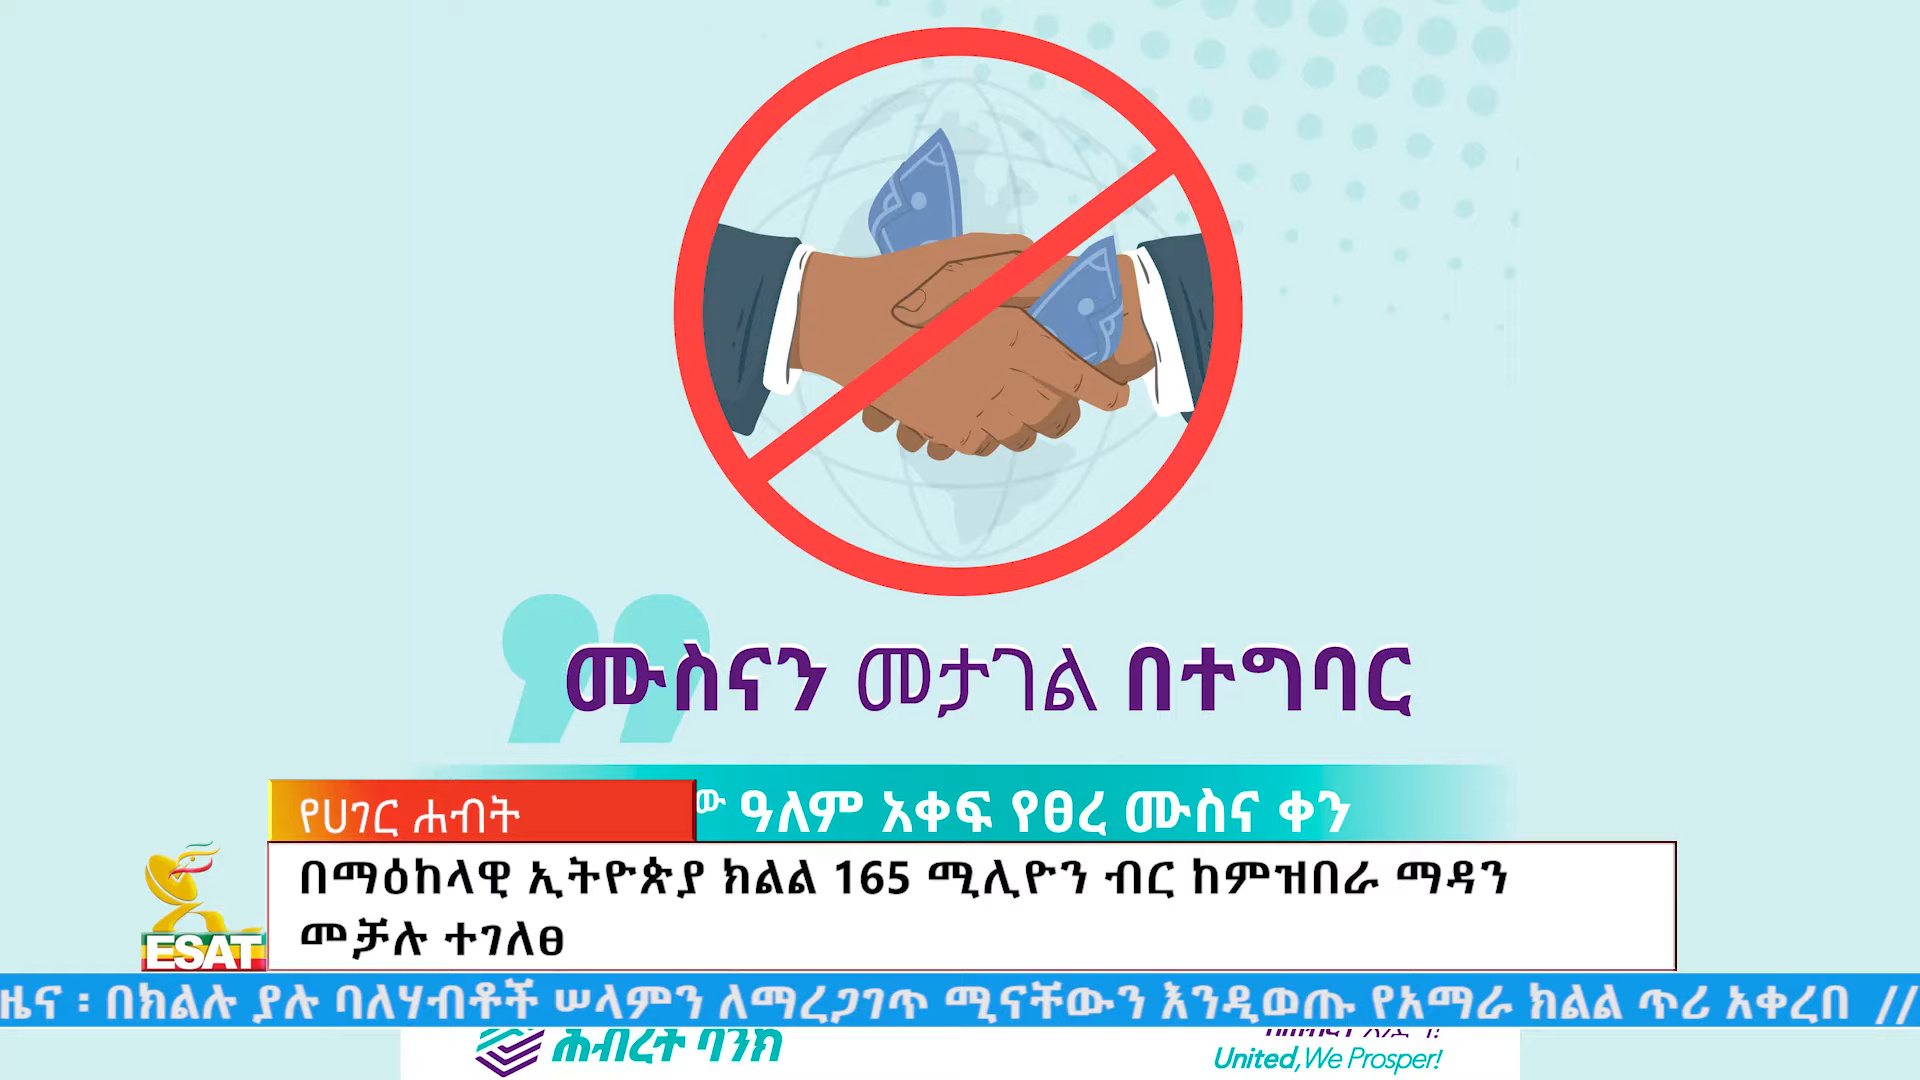 ሙስናን መታገል በተግባር
ው ዓለም አቀፍ የፀረ ሙስና ቀን
የሀገር ሐብት
በማዕከላዊ ኢትዮጵያ ክልል 165 ሚሊዮን ብር ከምዝበራ ማዳን
መቻሉ ተገለፀ
ESAT
ዜና ፡ በክልሉ ያሉ ባለሃብቶች ሠላምን ለማረጋገጥ ሚናቸውን እንዲወጡ የአማራ ክልል ጥሪ አቀረበ //
ሕብረት ባንክ
United, We Prosper!